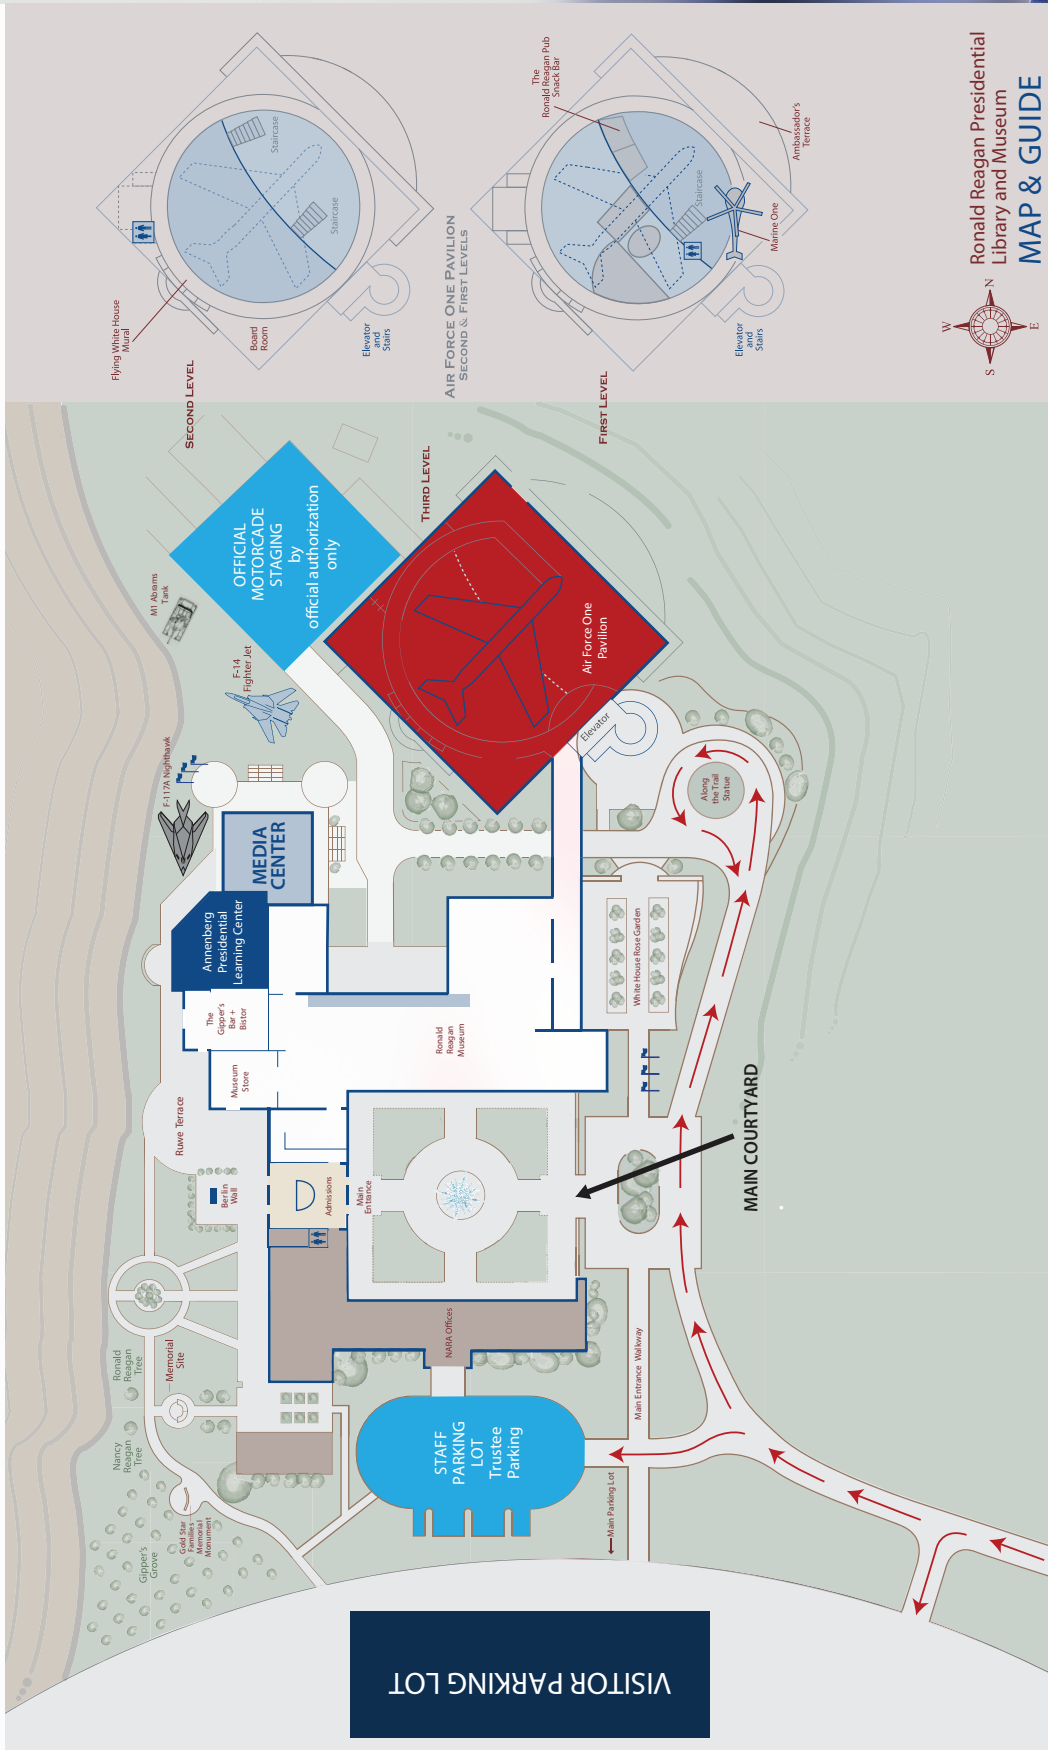 Ronald Reagan Presidential
Library and Museum
MAP & GUIDE
W
N
S
E
AIR FORCE ONE PAVILION
SECOND & FIRST LEVELS
SECOND LEVEL
Flying White House
Mural
Board
Room
Elevator
and
Stairs
Staircase
Staircase
FIRST LEVEL
The
Ronald Reagan Pub
Snack Bar
Ambassador's
Terrace
Marine One
Staircase
Elevator
and
Stairs
THIRD LEVEL
OFFICIAL
MOTORCADE
STAGING
by
official authorization
only
Air Force One
Pavilion
Elevator
M1 Abrams
Tank
F-14
Fighter Jet
F-117A Nighthawk
MEDIA
CENTER
Annenberg
Presidential
Learning Center
The
Gipper's
Bar +
Bistor
Museum
Store
Ronald
Reagan
Museum
Along
the Trail
Statue
White House Rose Garden
MAIN COURTYARD
Ruwe Terrace
Berlin
Wall
Admissions
Main
Entrance
NARA Offices
Memorial
Site
Ronald
Reagan
Tree
Nancy
Reagan
Tree
Gipper's
Grove
Gold Star
Families
Memorial
Monument
STAFF
PARKING
LOT
Trustee
Parking
Main Entrance Walkway
Main Parking Lot
VISITOR PARKING LOT